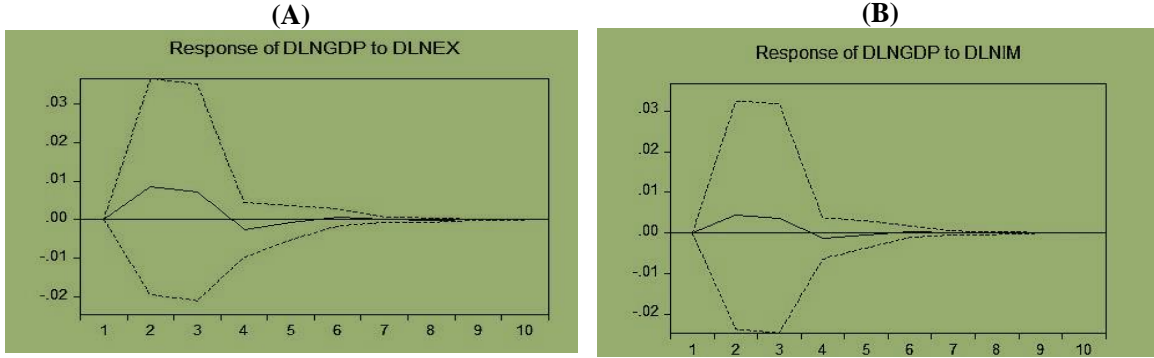 (A)
Response of DLNGDP to DLNEX
.03
.02
.01
.00
-.01
-.02
1 2 3 4 5 6 7 8 9 10
(B)
Response of DLNGDP to DLNIM
.03
.02
.01
.00
-.01
-.02
1 2 3 4 5 6 7 8 9 10